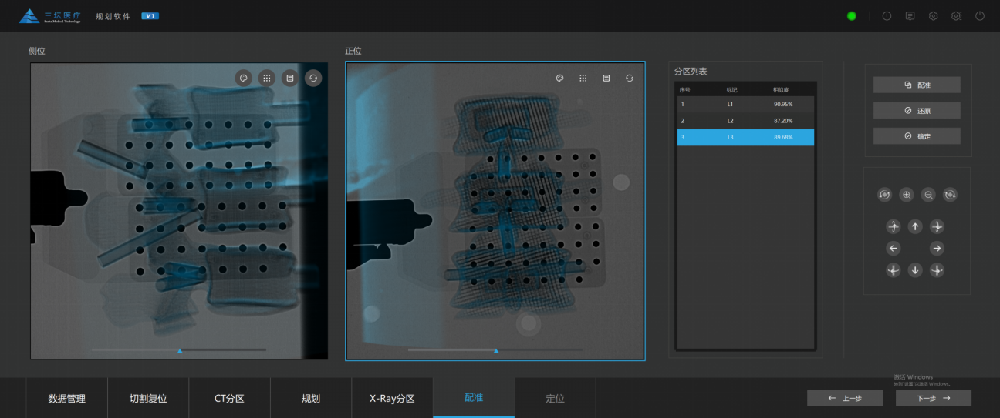 三坛医疗
Santa Medical Technology
规划软件
V1
侧位
正位
分区列表
序号 标记 相似度
1 L1 90.95%
2 L2 87.20%
3 L3 89.68%
配准
还原
确定
激活 Windows
转到"设置"以激活 Windows。
数据管理
切割复位
CT分区
规划
X-Ray分区
配准
定位
上一步
下一步